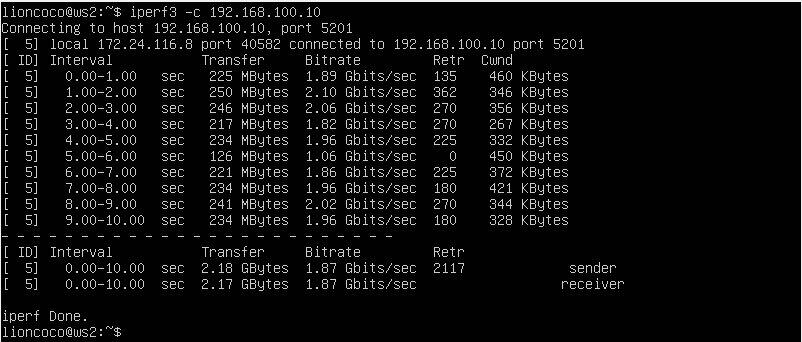 lioncoco@ws2:~$ iperf3 -c 192.168.100.10
Connecting to host 192.168.100.10, port 5201
[  5] local 172.24.116.8 port 40582 connected to 192.168.100.10 port 5201
[ ID] Interval           Transfer     Bitrate         Retr  Cwnd
[  5]   0.00-1.00   sec   225 MBytes  1.89 Gbits/sec  135    460 KBytes
[  5]   1.00-2.00   sec   250 MBytes  2.10 Gbits/sec  362    346 KBytes
[  5]   2.00-3.00   sec   246 MBytes  2.06 Gbits/sec  270    356 KBytes
[  5]   3.00-4.00   sec   217 MBytes  1.82 Gbits/sec  270    267 KBytes
[  5]   4.00-5.00   sec   234 MBytes  1.96 Gbits/sec  225    332 KBytes
[  5]   5.00-6.00   sec   126 MBytes  1.06 Gbits/sec    0    450 KBytes
[  5]   6.00-7.00   sec   221 MBytes  1.86 Gbits/sec  225    372 KBytes
[  5]   7.00-8.00   sec   234 MBytes  1.96 Gbits/sec  180    421 KBytes
[  5]   8.00-9.00   sec   241 MBytes  2.02 Gbits/sec  270    344 KBytes
[  5]   9.00-10.00  sec   234 MBytes  1.96 Gbits/sec  180    328 KBytes
- - - - - - - - - - - - - - - - - - - - - - - - -
[ ID] Interval           Transfer     Bitrate         Retr
[  5]   0.00-10.00  sec  2.18 GBytes  1.87 Gbits/sec  2117             sender
[  5]   0.00-10.00  sec  2.17 GBytes  1.87 Gbits/sec                  receiver

iperf Done.
lioncoco@ws2:~$